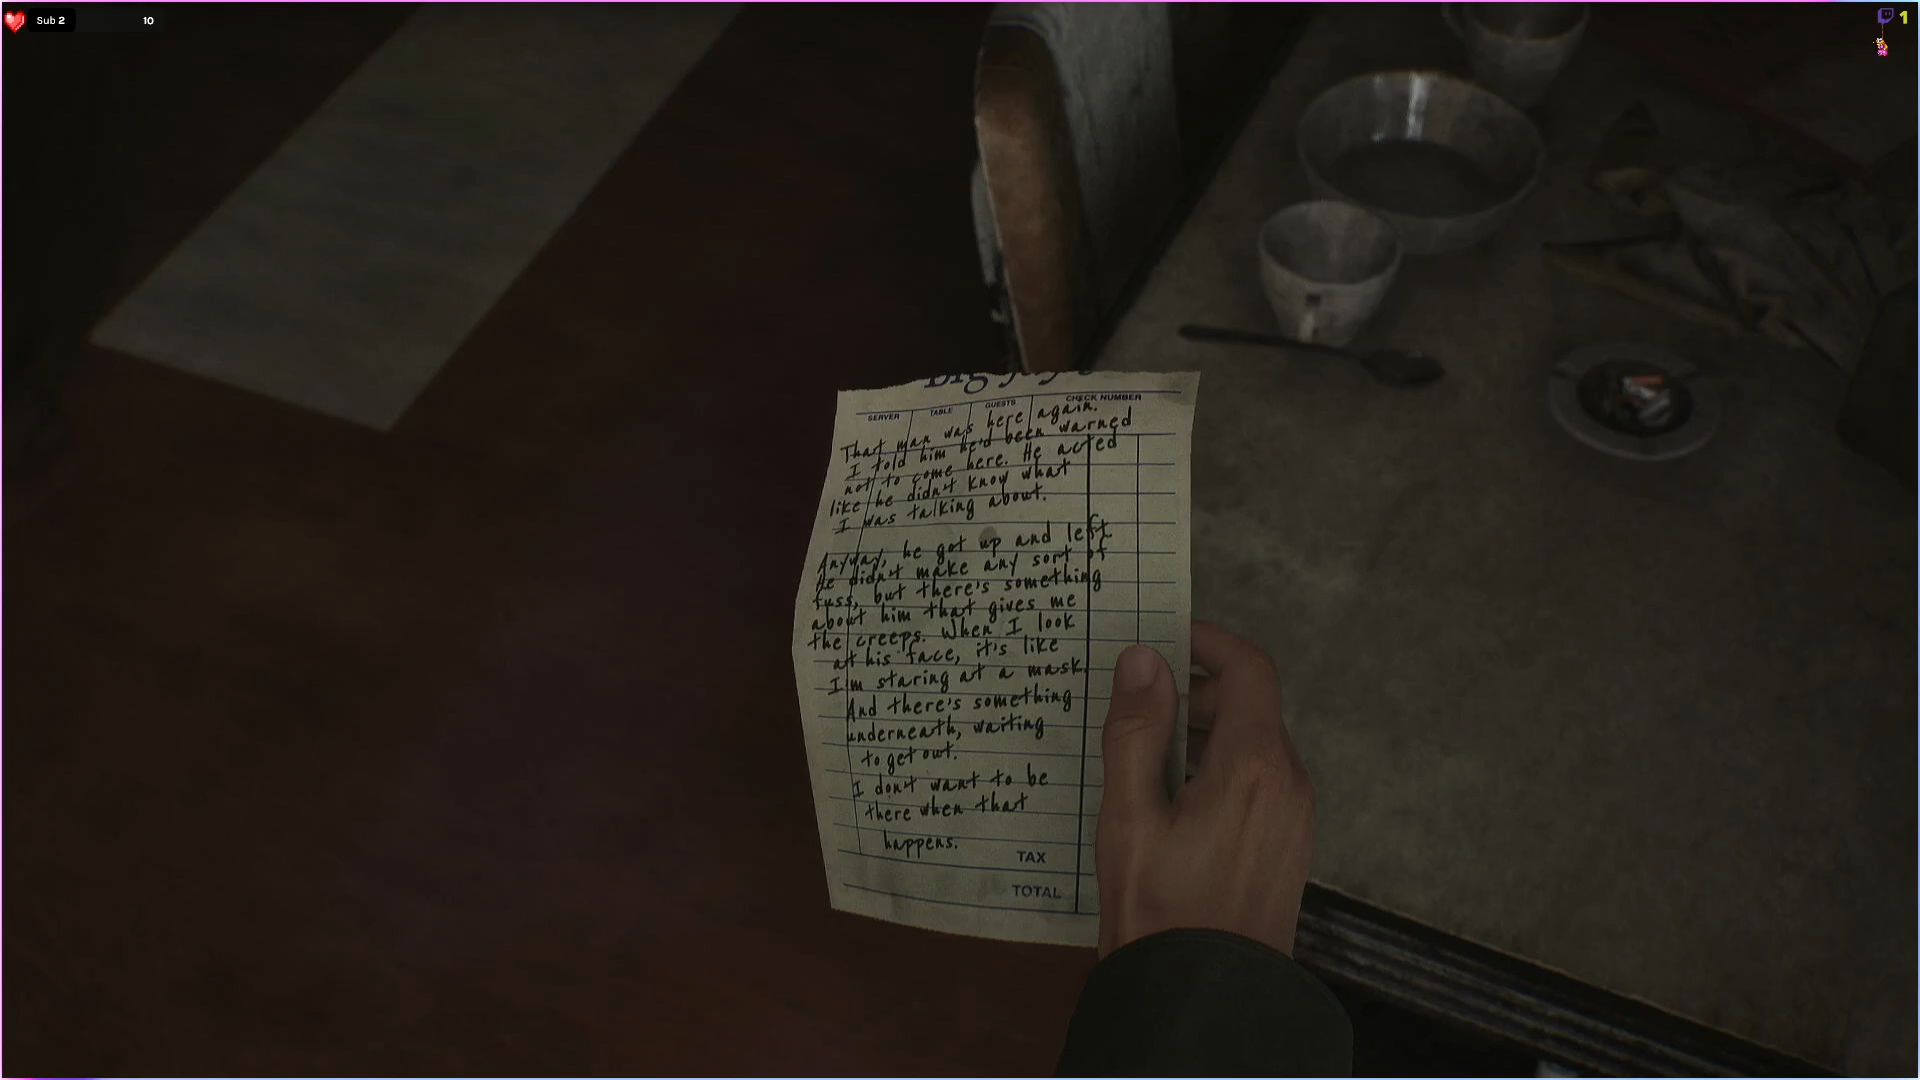 Sub 2
10
1
SERVER TABLE GUESTS CHECK NUMBER
That man was here again.
I told him he'd been warned
not to come here. He acted
like he didn't know what
I was talking about.
Anyway, he got up and left.
He didn't make any sort of
fuss, but there's something
about him that gives me
the creeps. When I look
at his face, it's like
I'm staring at a mask.
And there's something
underneath, waiting
to get out.
I don't want to be
there when that
happens.
TAX
TOTAL